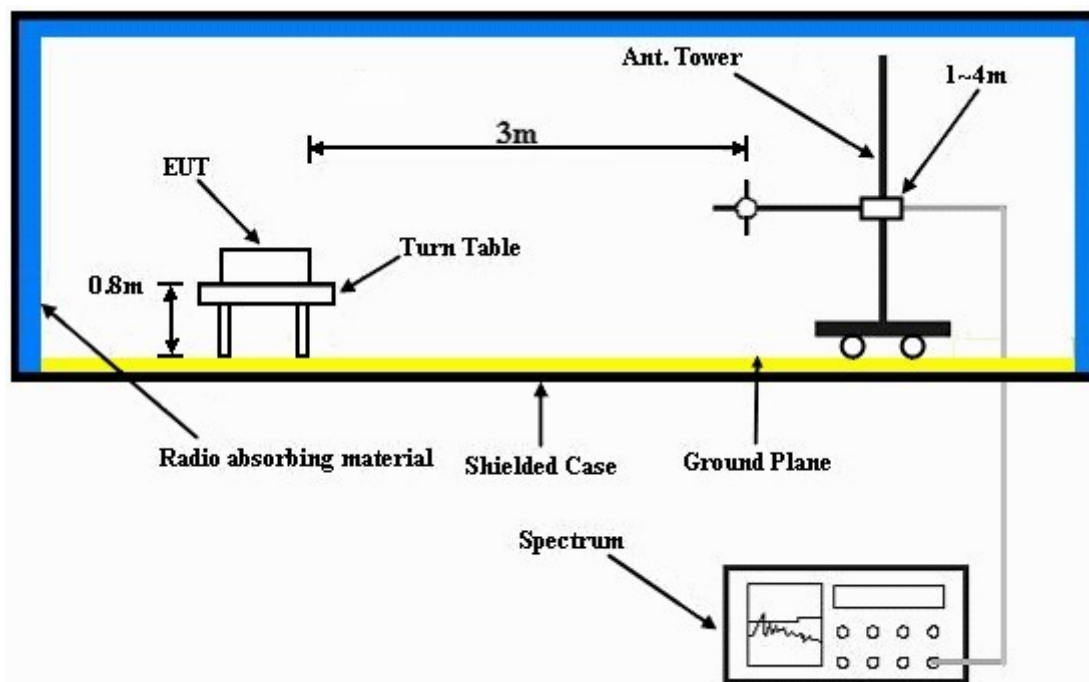 Ant. Tower
1~4m
3m
EUT
Turn Table
0.8m
Radio absorbing material
Shielded Case
Ground Plane
Spectrum